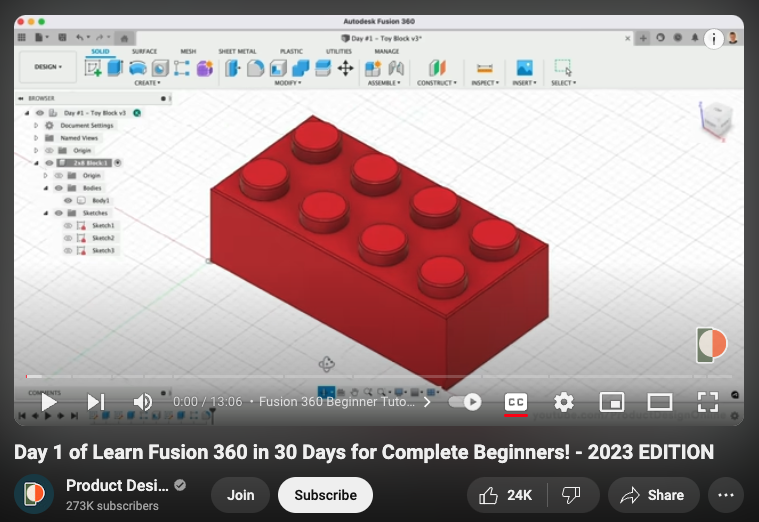 Autodesk Fusion 360
Day #1 - Toy Block v3*
DESIGN
SOLID SURFACE MESH SHEET METAL PLASTIC UTILITIES MANAGE
CREATE MODIFY ASSEMBLE CONSTRUCT INSPECT INSERT SELECT
BROWSER
Day #1 - Toy Block v3
Document Settings
Named Views
Origin
2x8 Block:1
Origin
Bodies
Body1
Sketches
Sketch1
Sketch2
Sketch3
COMMENTS
0:00 / 13:06 • Fusion 360 Beginner Tuto...
CC
Day 1 of Learn Fusion 360 in 30 Days for Complete Beginners! - 2023 EDITION
Product Desi...
273K subscribers
Join
Subscribe
24K
Share